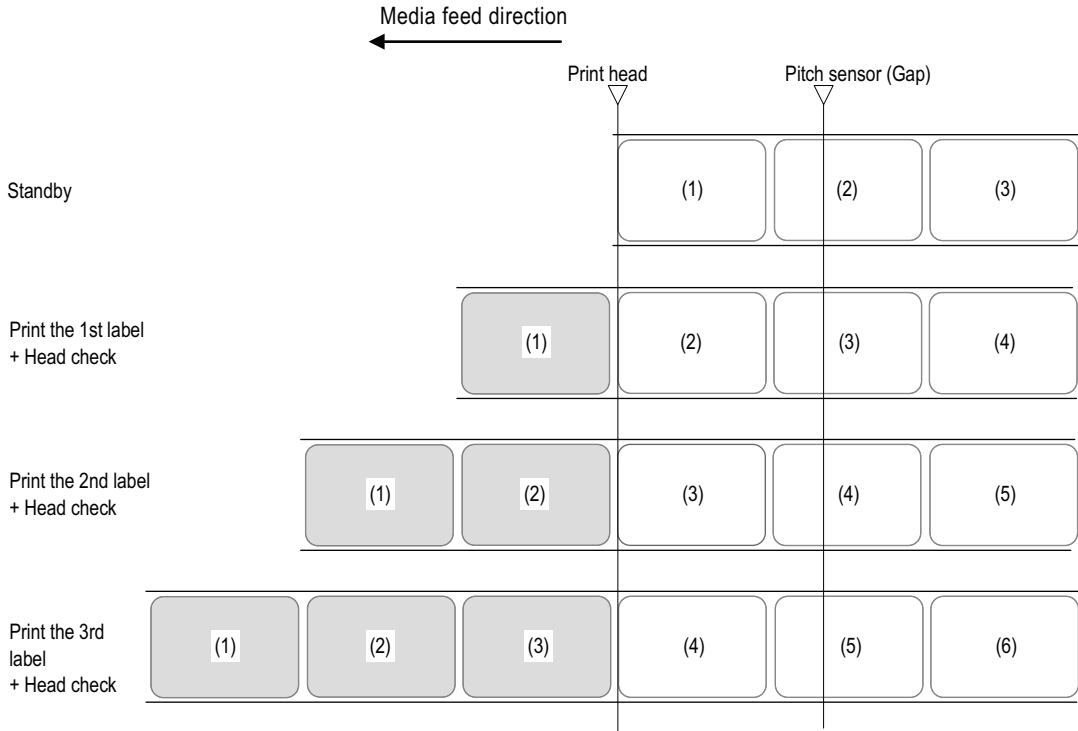 Media feed direction
Print head
Pitch sensor (Gap)
Standby
(1)
(2)
(3)
Print the 1st label
+ Head check
(1)
(2)
(3)
(4)
Print the 2nd label
+ Head check
(1)
(2)
(3)
(4)
(5)
Print the 3rd
label
+ Head check
(1)
(2)
(3)
(4)
(5)
(6)